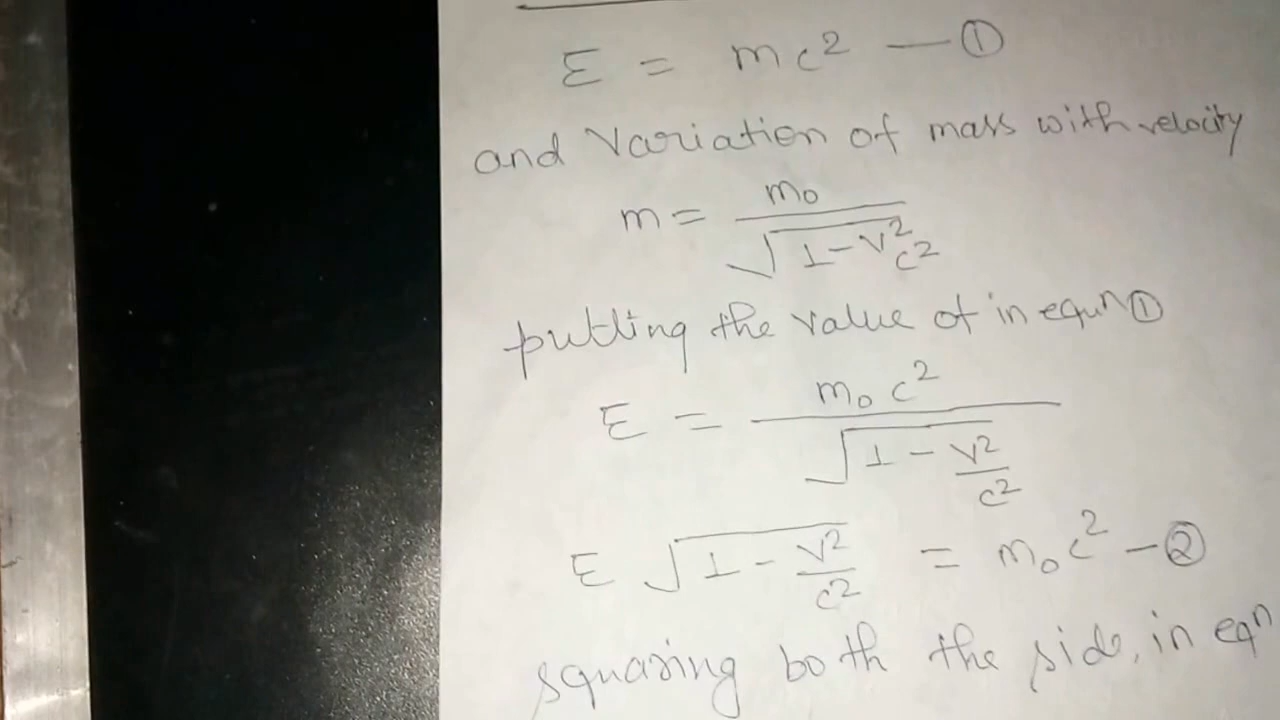 E = mc² — ①
and Variation of mass with velocity
m = m₀ / √1 - v²/c²
putting the value of in equn ①
E = m₀c² / √1 - v²/c²
E √1 - v²/c² = m₀c² - ②
squaring both the side, in eqn